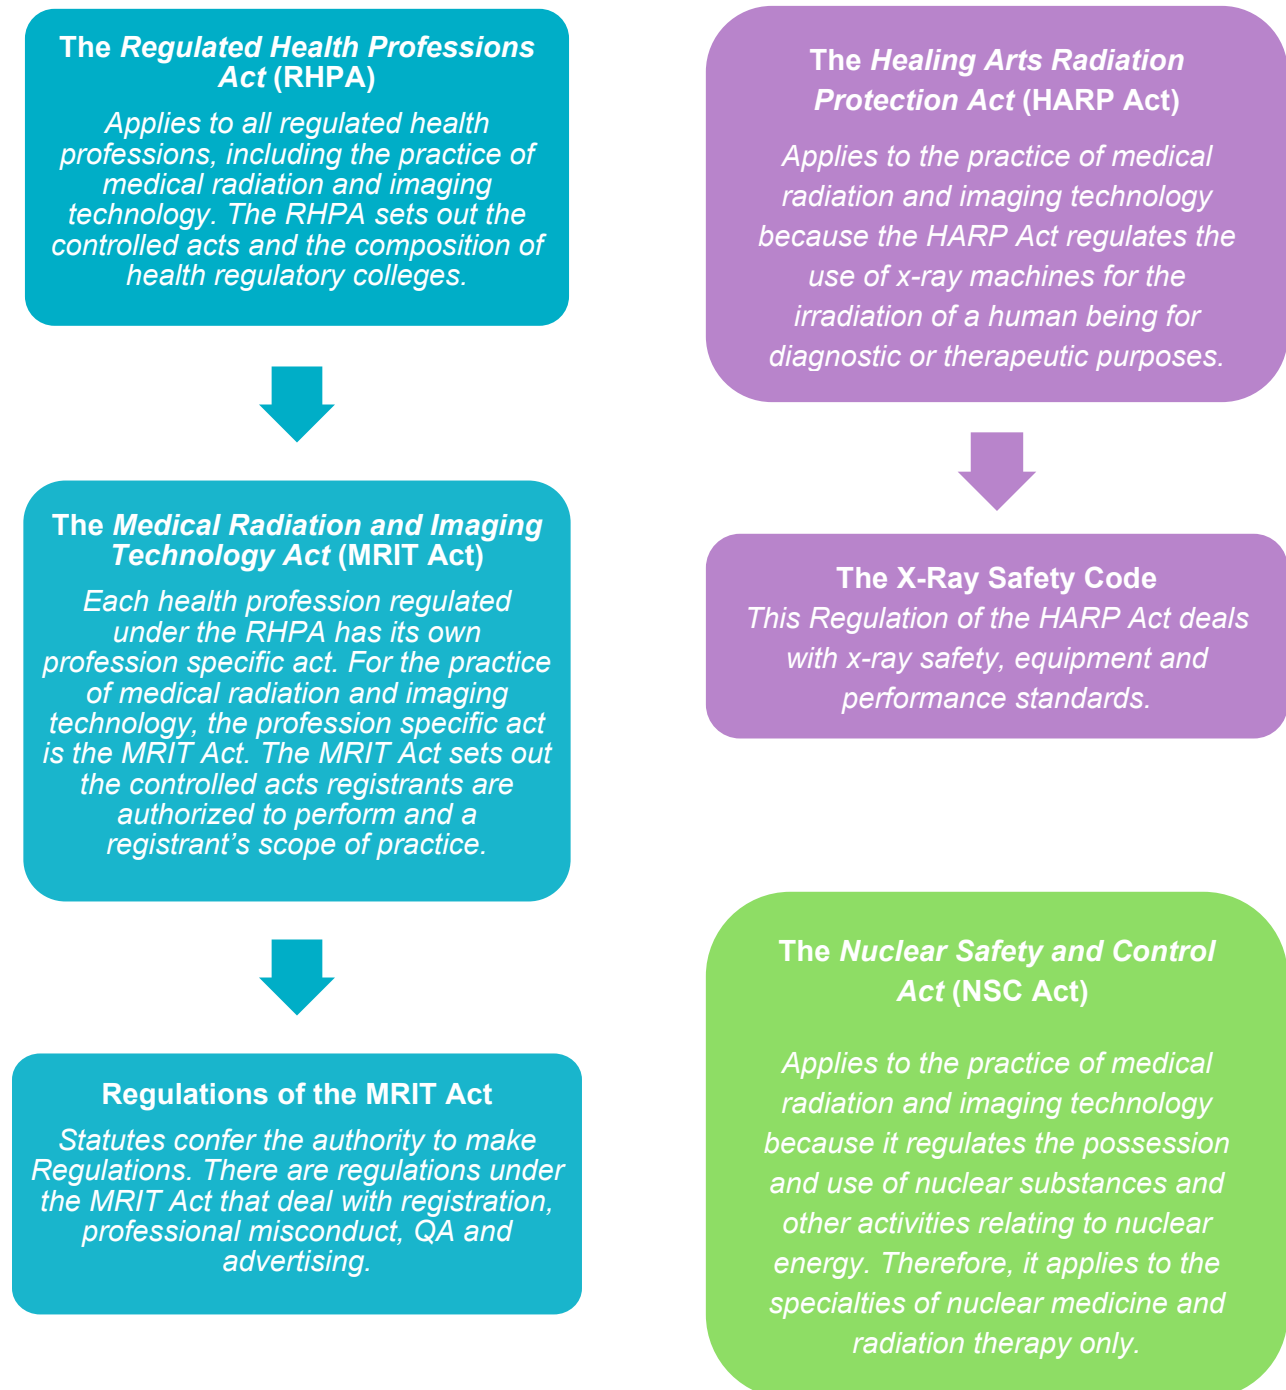 The Regulated Health Professions
Act (RHPA)
Applies to all regulated health
professions, including the practice of
medical radiation and imaging
technology. The RHPA sets out the
controlled acts and the composition of
health regulatory colleges.
The Medical Radiation and Imaging
Technology Act (MRIT Act)
Each health profession regulated
under the RHPA has its own
profession specific act. For the practice
of medical radiation and imaging
technology, the profession specific act
is the MRIT Act. The MRIT Act sets out
the controlled acts registrants are
authorized to perform and a
registrant’s scope of practice.
Regulations of the MRIT Act
Statutes confer the authority to make
Regulations. There are regulations under
the MRIT Act that deal with registration,
professional misconduct, QA and
advertising.
The Healing Arts Radiation
Protection Act (HARP Act)
Applies to the practice of medical
radiation and imaging technology
because the HARP Act regulates the
use of x-ray machines for the
irradiation of a human being for
diagnostic or therapeutic purposes.
The X-Ray Safety Code
This Regulation of the HARP Act deals
with x-ray safety, equipment and
performance standards.
The Nuclear Safety and Control
Act (NSC Act)
Applies to the practice of medical
radiation and imaging technology
because it regulates the possession
and use of nuclear substances and
other activities relating to nuclear
energy. Therefore, it applies to the
specialties of nuclear medicine and
radiation therapy only.